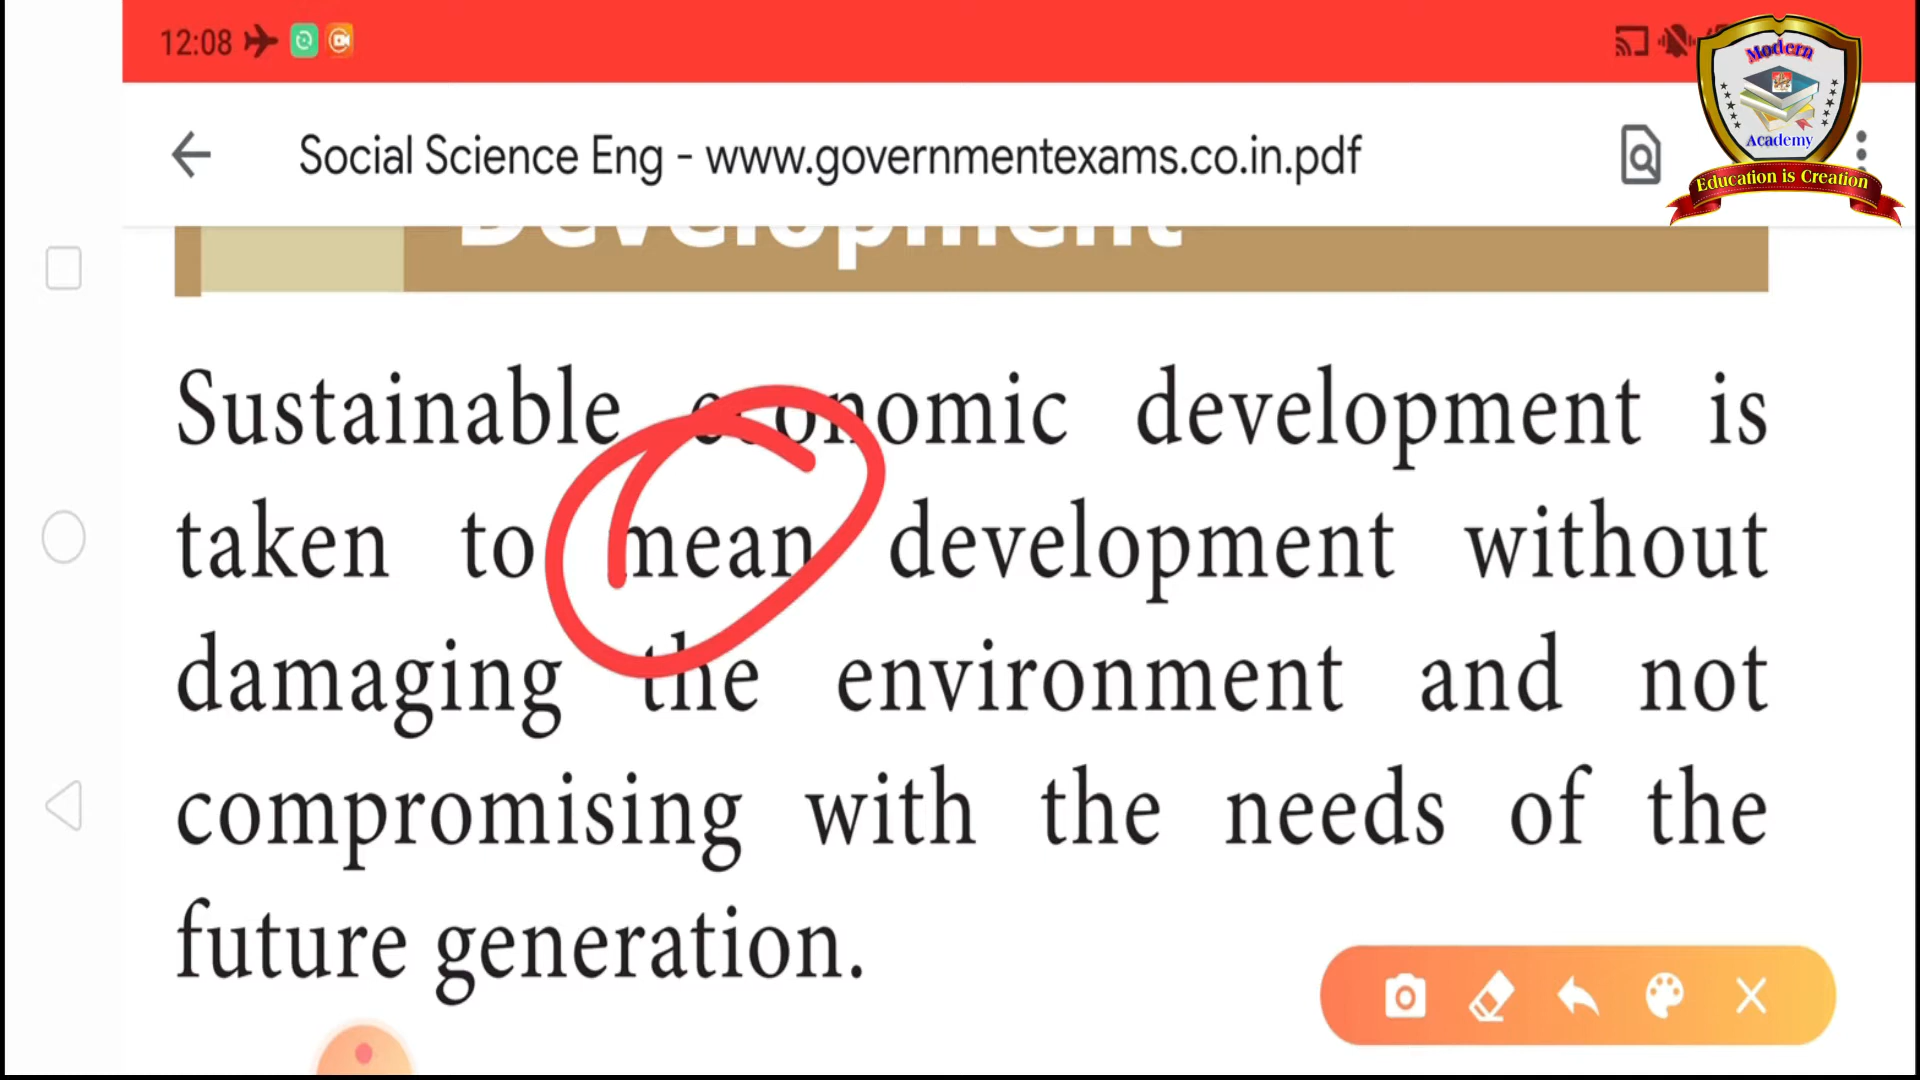 12:08
Modern
Academy
Education is Creation
Social Science Eng - www.governmentexams.co.in.pdf
Development
Sustainable economic development is
taken to mean development without
damaging the environment and not
compromising with the needs of the
future generation.